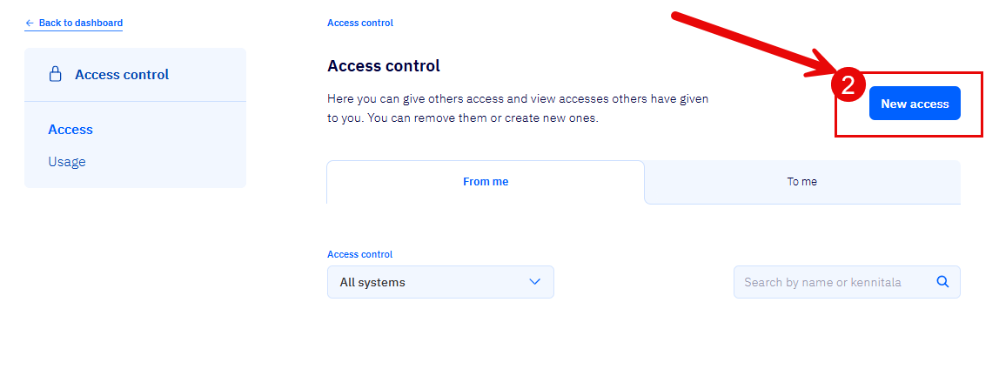 ← Back to dashboard
Access control
Access
Usage
Access control
Access control
Here you can give others access and view accesses others have given
to you. You can remove them or create new ones.
2
New access
From me
To me
Access control
All systems
Search by name or kennitala